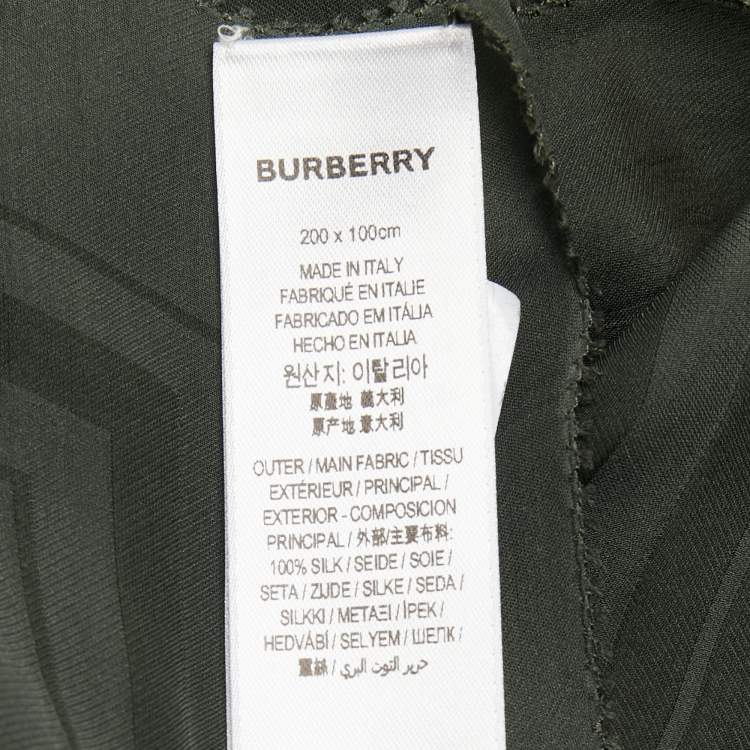 BURBERRY
200 x 100cm
MADE IN ITALY
FABRIQUÉ EN ITALIE
FABRICADO EM ITÁLIA
HECHO EN ITALIA
원산지: 이탈리아
原產地 義大利
原产地 意大利
OUTER / MAIN FABRIC / TISSU
EXTÉRIEUR / PRINCIPAL /
EXTERIOR - COMPOSICION
PRINCIPAL / 外部/主要布料:
100% SILK / SEIDE / SOIE /
SETA / ZIJDE / SILKE / SEDA /
SILKKI / ΜΕΤΑΞΙ / İPEK /
HEDVÁBÍ / SELYEM / ШЕЛК /
蠶絲 / حرير التوت البري /